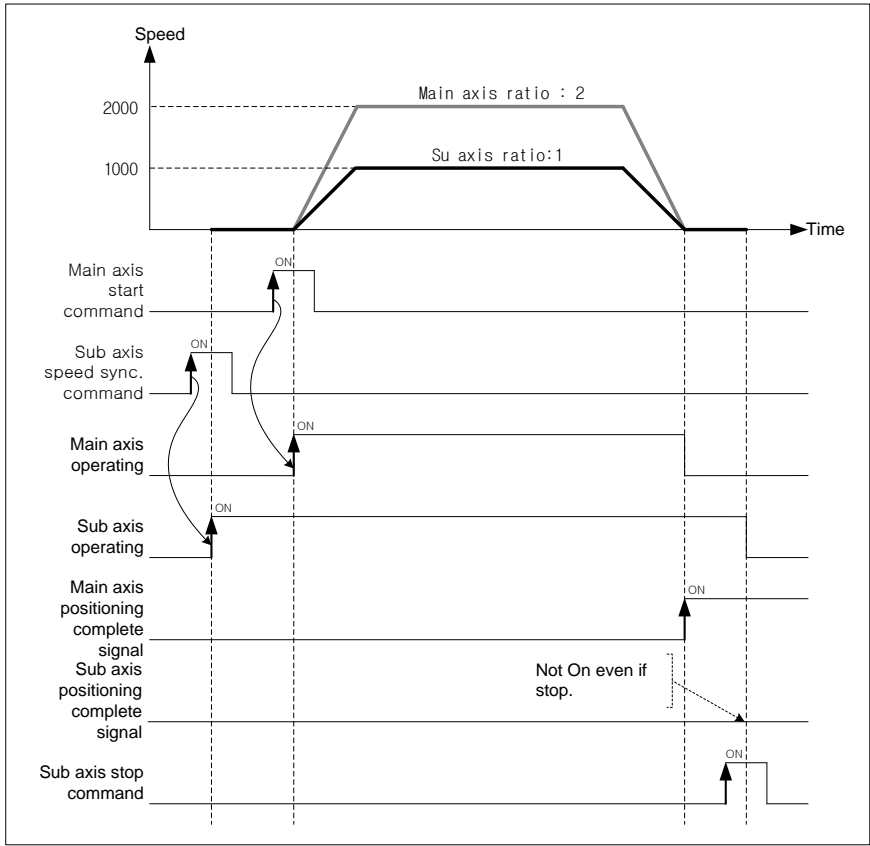 Speed
2000
Main axis ratio : 2
1000
Su axis ratio:1
Time
ON
Main axis
start
command
ON
Sub axis
speed sync.
command
ON
Main axis
operating
ON
Sub axis
operating
Main axis
positioning
complete
signal
ON
Sub axis
positioning
complete
signal
Not On even if
stop.
ON
Sub axis stop
command